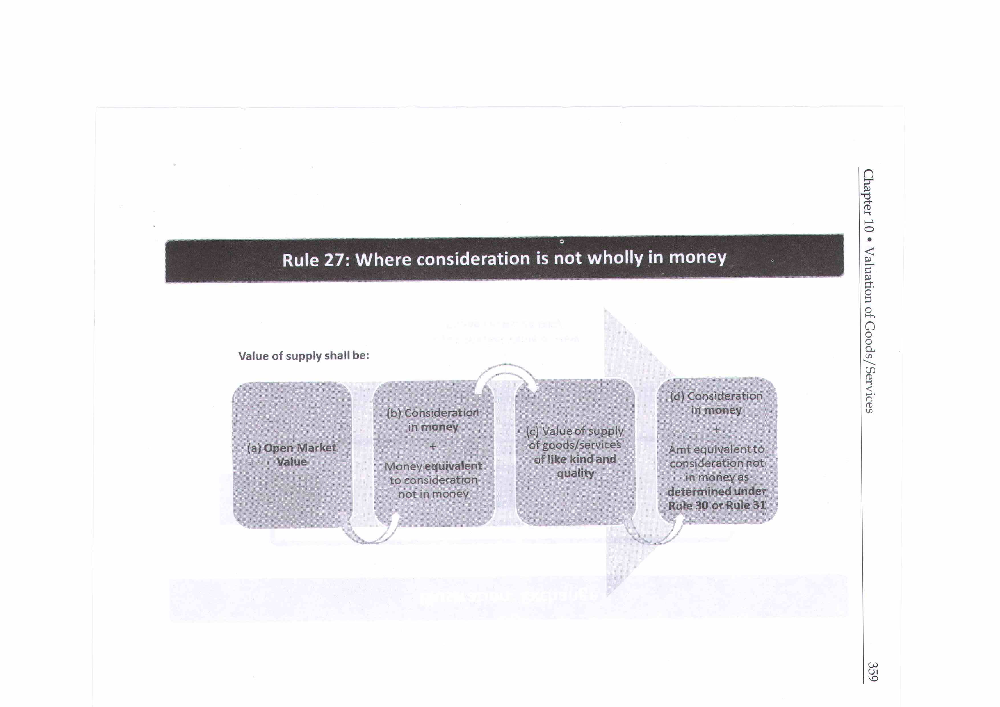 Chapter 10 • Valuation of Goods/Services
359
Rule 27: Where consideration is not wholly in money
Value of supply shall be:
(a) Open Market
Value
(b) Consideration
in money
+
Money equivalent
to consideration
not in money
(c) Value of supply
of goods/services
of like kind and
quality
(d) Consideration
in money
+
Amt equivalent to
consideration not
in money as
determined under
Rule 30 or Rule 31